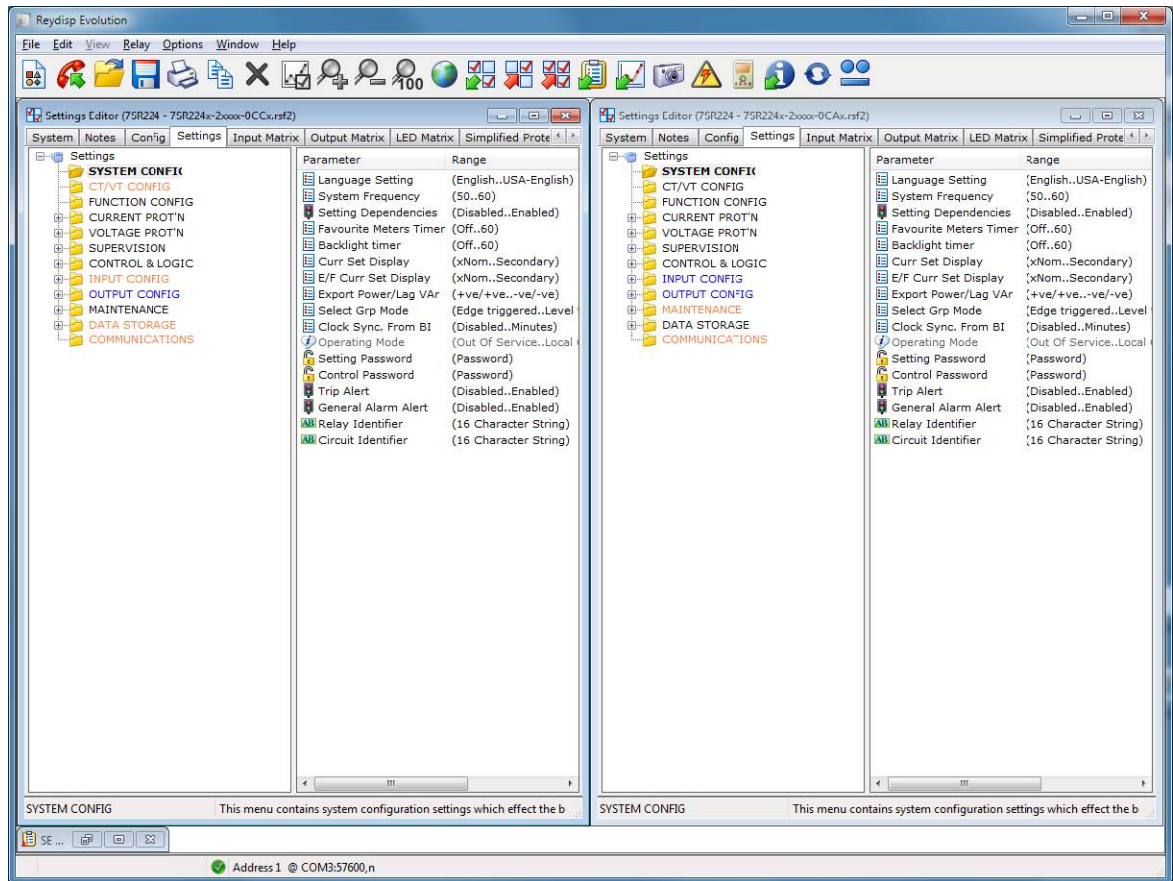 Reydisp Evolution
File Edit View Relay Options Window Help
100
Settings Editor (7SR224 - 7SR224x-2xxxx-0CCx.rsf2)
System Notes Config Settings Input Matrix Output Matrix LED Matrix Simplified Prote
Settings
SYSTEM CONFIG
CT/VT CONFIG
FUNCTION CONFIG
CURRENT PROT'N
VOLTAGE PROT'N
SUPERVISION
CONTROL & LOGIC
INPUT CONFIG
OUTPUT CONFIG
MAINTENANCE
DATA STORAGE
COMMUNICATIONS
Parameter Range
Language Setting (English..USA-English)
System Frequency (50..60)
Setting Dependencies (Disabled..Enabled)
Favourite Meters Timer (Off..60)
Backlight timer (Off..60)
Curr Set Display (xNom..Secondary)
E/F Curr Set Display (xNom..Secondary)
Export Power/Lag VAr (+ve/+ve..-ve/-ve)
Select Grp Mode (Edge triggered..Level
Clock Sync. From BI (Disabled..Minutes)
Operating Mode (Out Of Service..Local
Setting Password (Password)
Control Password (Password)
Trip Alert (Disabled..Enabled)
General Alarm Alert (Disabled..Enabled)
AB Relay Identifier (16 Character String)
AB Circuit Identifier (16 Character String)
SYSTEM CONFIG This menu contains system configuration settings which effect the b
Settings Editor (7SR224 - 7SR224x-2xxxx-0CAx.rsf2)
System Notes Config Settings Input Matrix Output Matrix LED Matrix Simplified Prote
Settings
SYSTEM CONFIG
CT/VT CONFIG
FUNCTION CONFIG
CURRENT PROT'N
VOLTAGE PROT'N
SUPERVISION
CONTROL & LOGIC
INPUT CONFIG
OUTPUT CONFIG
MAINTENANCE
DATA STORAGE
COMMUNICATIONS
Parameter Range
Language Setting (English..USA-English)
System Frequency (50..60)
Setting Dependencies (Disabled..Enabled)
Favourite Meters Timer (Off..60)
Backlight timer (Off..60)
Curr Set Display (xNom..Secondary)
E/F Curr Set Display (xNom..Secondary)
Export Power/Lag VAr (+ve/+ve..-ve/-ve)
Select Grp Mode (Edge triggered..Level
Clock Sync. From BI (Disabled..Minutes)
Operating Mode (Out Of Service..Local
Setting Password (Password)
Control Password (Password)
Trip Alert (Disabled..Enabled)
General Alarm Alert (Disabled..Enabled)
AB Relay Identifier (16 Character String)
AB Circuit Identifier (16 Character String)
SYSTEM CONFIG This menu contains system configuration settings which effect the b
SE ...
Address 1 @ COM3:57600,n